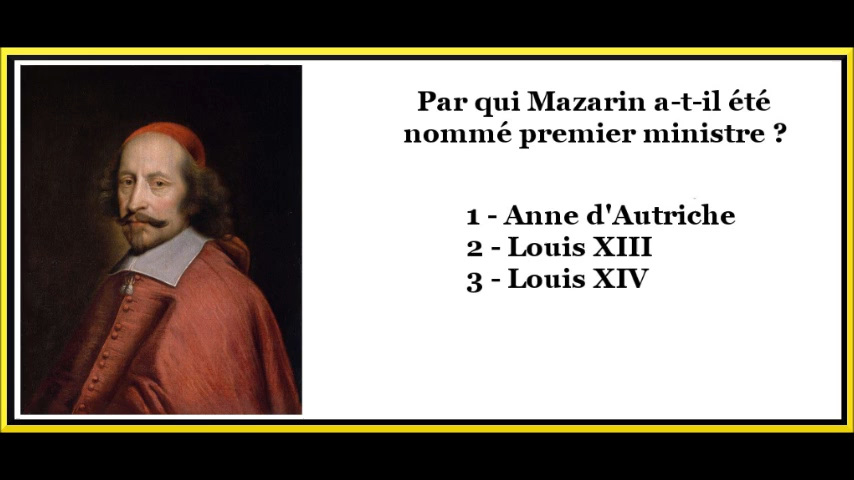 Par qui Mazarin a-t-il été
nommé premier ministre ?
1 - Anne d'Autriche
2 - Louis XIII
3 - Louis XIV